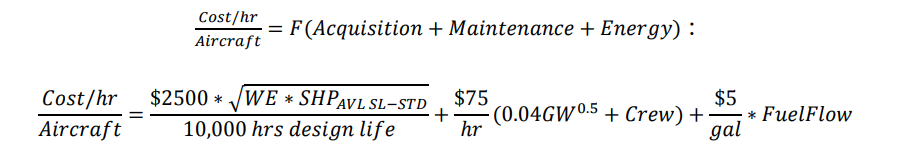 Cost/hr / Aircraft = F(Acquisition + Maintenance + Energy) :
Cost/hr / Aircraft = $2500 * √(WE * SHP_AVL SL−STD) / 10,000 hrs design life + $75 / hr (0.04GW^0.5 + Crew) + $5 / gal * FuelFlow